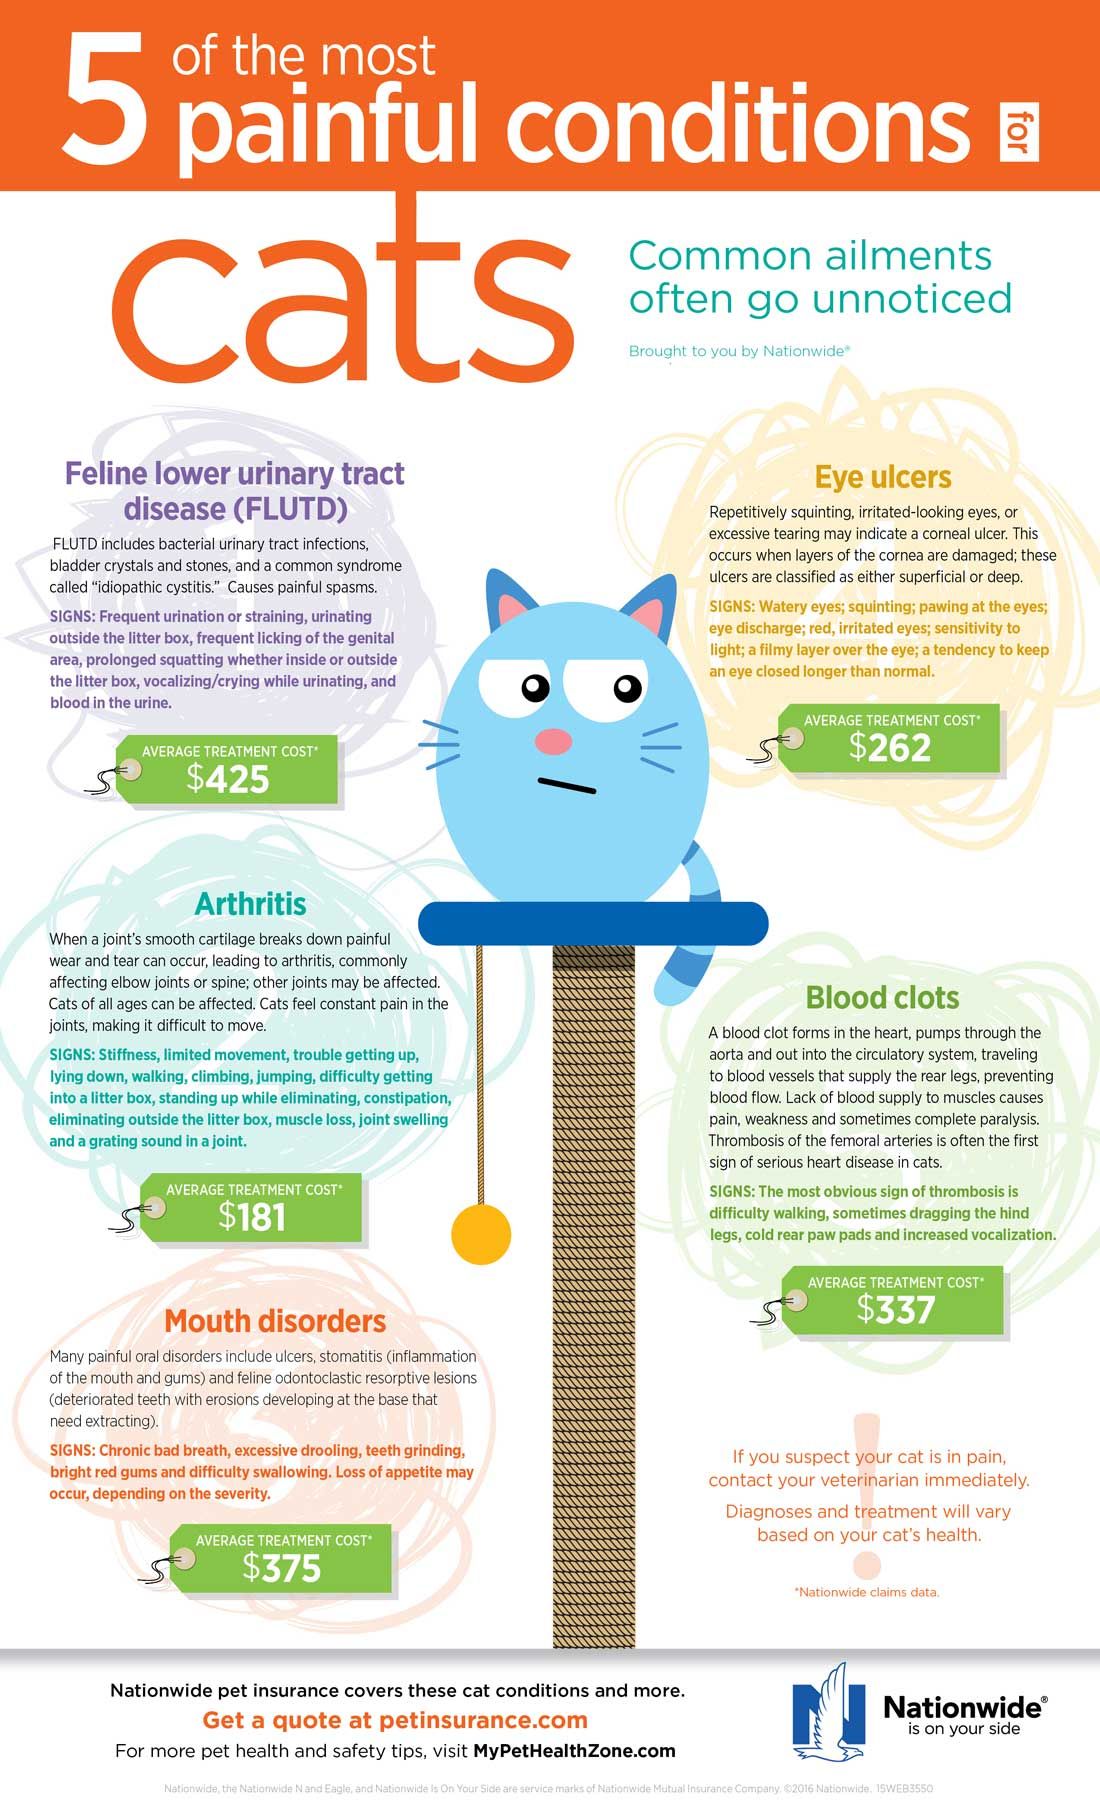 5 of the most
painful conditions for
cats
Common ailments
often go unnoticed
Brought to you by Nationwide®
1
Feline lower urinary tract
disease (FLUTD)
FLUTD includes bacterial urinary tract infections,
bladder crystals and stones, and a common syndrome
called “idiopathic cystitis.” Causes painful spasms.
SIGNS: Frequent urination or straining, urinating
outside the litter box, frequent licking of the genital
area, prolonged squatting whether inside or outside
the litter box, vocalizing/crying while urinating, and
blood in the urine.
AVERAGE TREATMENT COST*
$425
2
Arthritis
When a joint’s smooth cartilage breaks down painful
wear and tear can occur, leading to arthritis, commonly
affecting elbow joints or spine; other joints may be affected.
Cats of all ages can be affected. Cats feel constant pain in the
joints, making it difficult to move.
SIGNS: Stiffness, limited movement, trouble getting up,
lying down, walking, climbing, jumping, difficulty getting
into a litter box, standing up while eliminating, constipation,
eliminating outside the litter box, muscle loss, joint swelling
and a grating sound in a joint.
AVERAGE TREATMENT COST*
$181
3
Mouth disorders
Many painful oral disorders include ulcers, stomatitis (inflammation
of the mouth and gums) and feline odontoclastic resorptive lesions
(deteriorated teeth with erosions developing at the base that
need extracting).
SIGNS: Chronic bad breath, excessive drooling, teeth grinding,
bright red gums and difficulty swallowing. Loss of appetite may
occur, depending on the severity.
AVERAGE TREATMENT COST*
$375
4
Eye ulcers
Repetitively squinting, irritated-looking eyes, or
excessive tearing may indicate a corneal ulcer. This
occurs when layers of the cornea are damaged; these
ulcers are classified as either superficial or deep.
SIGNS: Watery eyes; squinting; pawing at the eyes;
eye discharge; red, irritated eyes; sensitivity to
light; a filmy layer over the eye; a tendency to keep
an eye closed longer than normal.
AVERAGE TREATMENT COST*
$262
5
Blood clots
A blood clot forms in the heart, pumps through the
aorta and out into the circulatory system, traveling
to blood vessels that supply the rear legs, preventing
blood flow. Lack of blood supply to muscles causes
pain, weakness and sometimes complete paralysis.
Thrombosis of the femoral arteries is often the first
sign of serious heart disease in cats.
SIGNS: The most obvious sign of thrombosis is
difficulty walking, sometimes dragging the hind
legs, cold rear paw pads and increased vocalization.
AVERAGE TREATMENT COST*
$337
!
If you suspect your cat is in pain,
contact your veterinarian immediately.
Diagnoses and treatment will vary
based on your cat’s health.
*Nationwide claims data.
Nationwide pet insurance covers these cat conditions and more.
Get a quote at petinsurance.com
For more pet health and safety tips, visit MyPetHealthZone.com
N
Nationwide®
is on your side
Nationwide, the Nationwide N and Eagle, and Nationwide Is On Your Side are service marks of Nationwide Mutual Insurance Company. ©2016 Nationwide. 15WEB3550